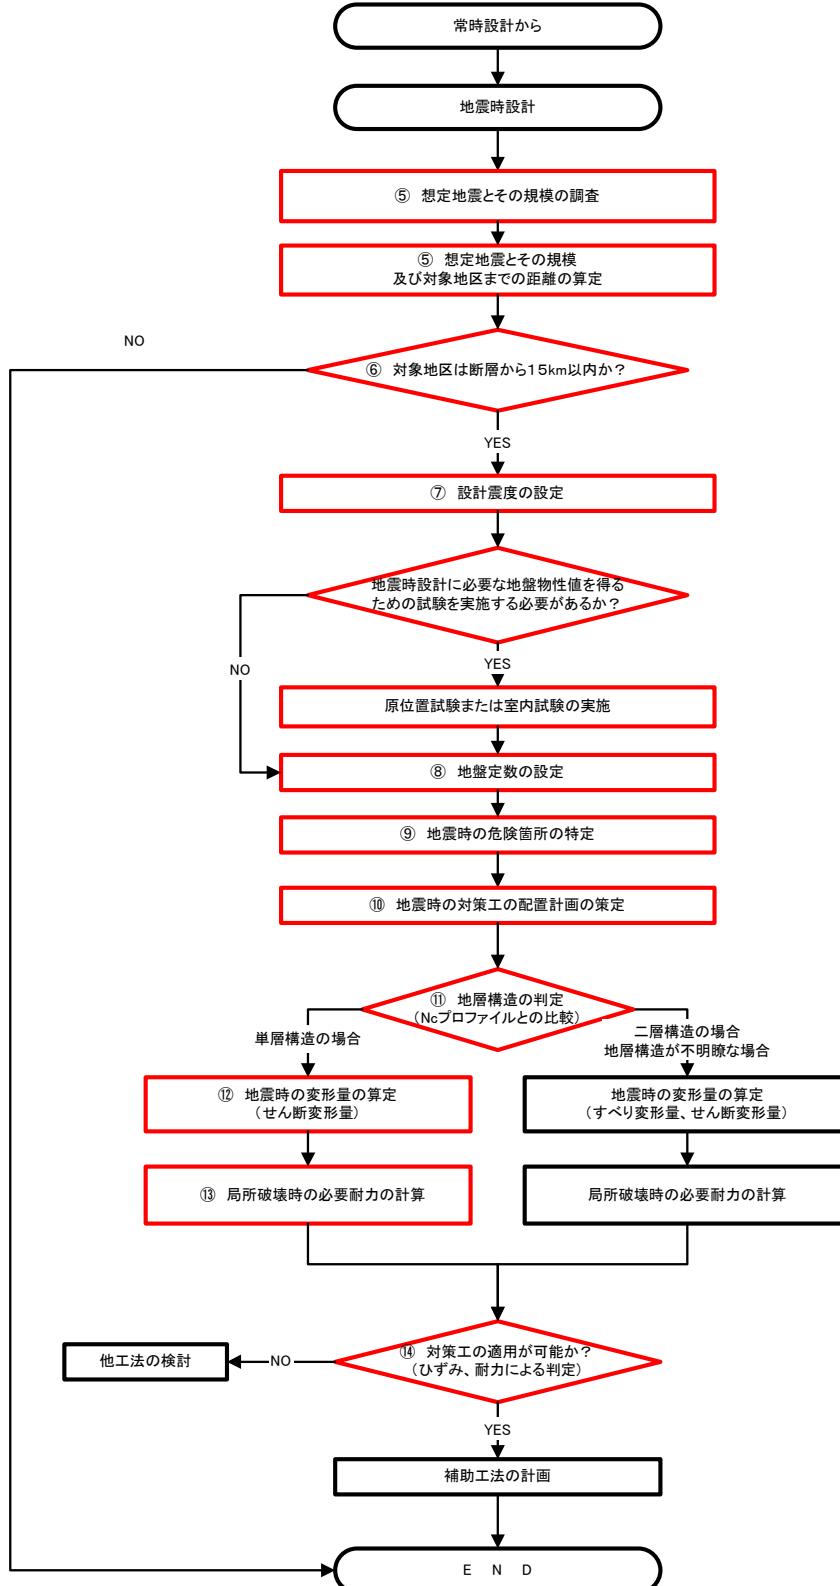 常時設計から
地震時設計
⑤ 想定地震とその規模の調査
⑤ 想定地震とその規模
及び対象地区までの距離の算定
NO
⑥ 対象地区は断層から15km以内か？
YES
⑦ 設計震度の設定
地震時設計に必要な地盤物性値を得る
ための試験を実施する必要があるか？
NO
YES
原位置試験または室内試験の実施
⑧ 地盤定数の設定
⑨ 地震時の危険箇所の特定
⑩ 地震時の対策工の配置計画の策定
⑪ 地層構造の判定
（Ncプロファイルとの比較）
単層構造の場合
二層構造の場合
地層構造が不明瞭な場合
⑫ 地震時の変形量の算定
（せん断変形量）
地震時の変形量の算定
（すべり変形量、せん断変形量）
⑬ 局所破壊時の必要耐力の計算
局所破壊時の必要耐力の計算
⑭ 対策工の適用が可能か？
（ひずみ、耐力による判定）
NO
他工法の検討
YES
補助工法の計画
E N D